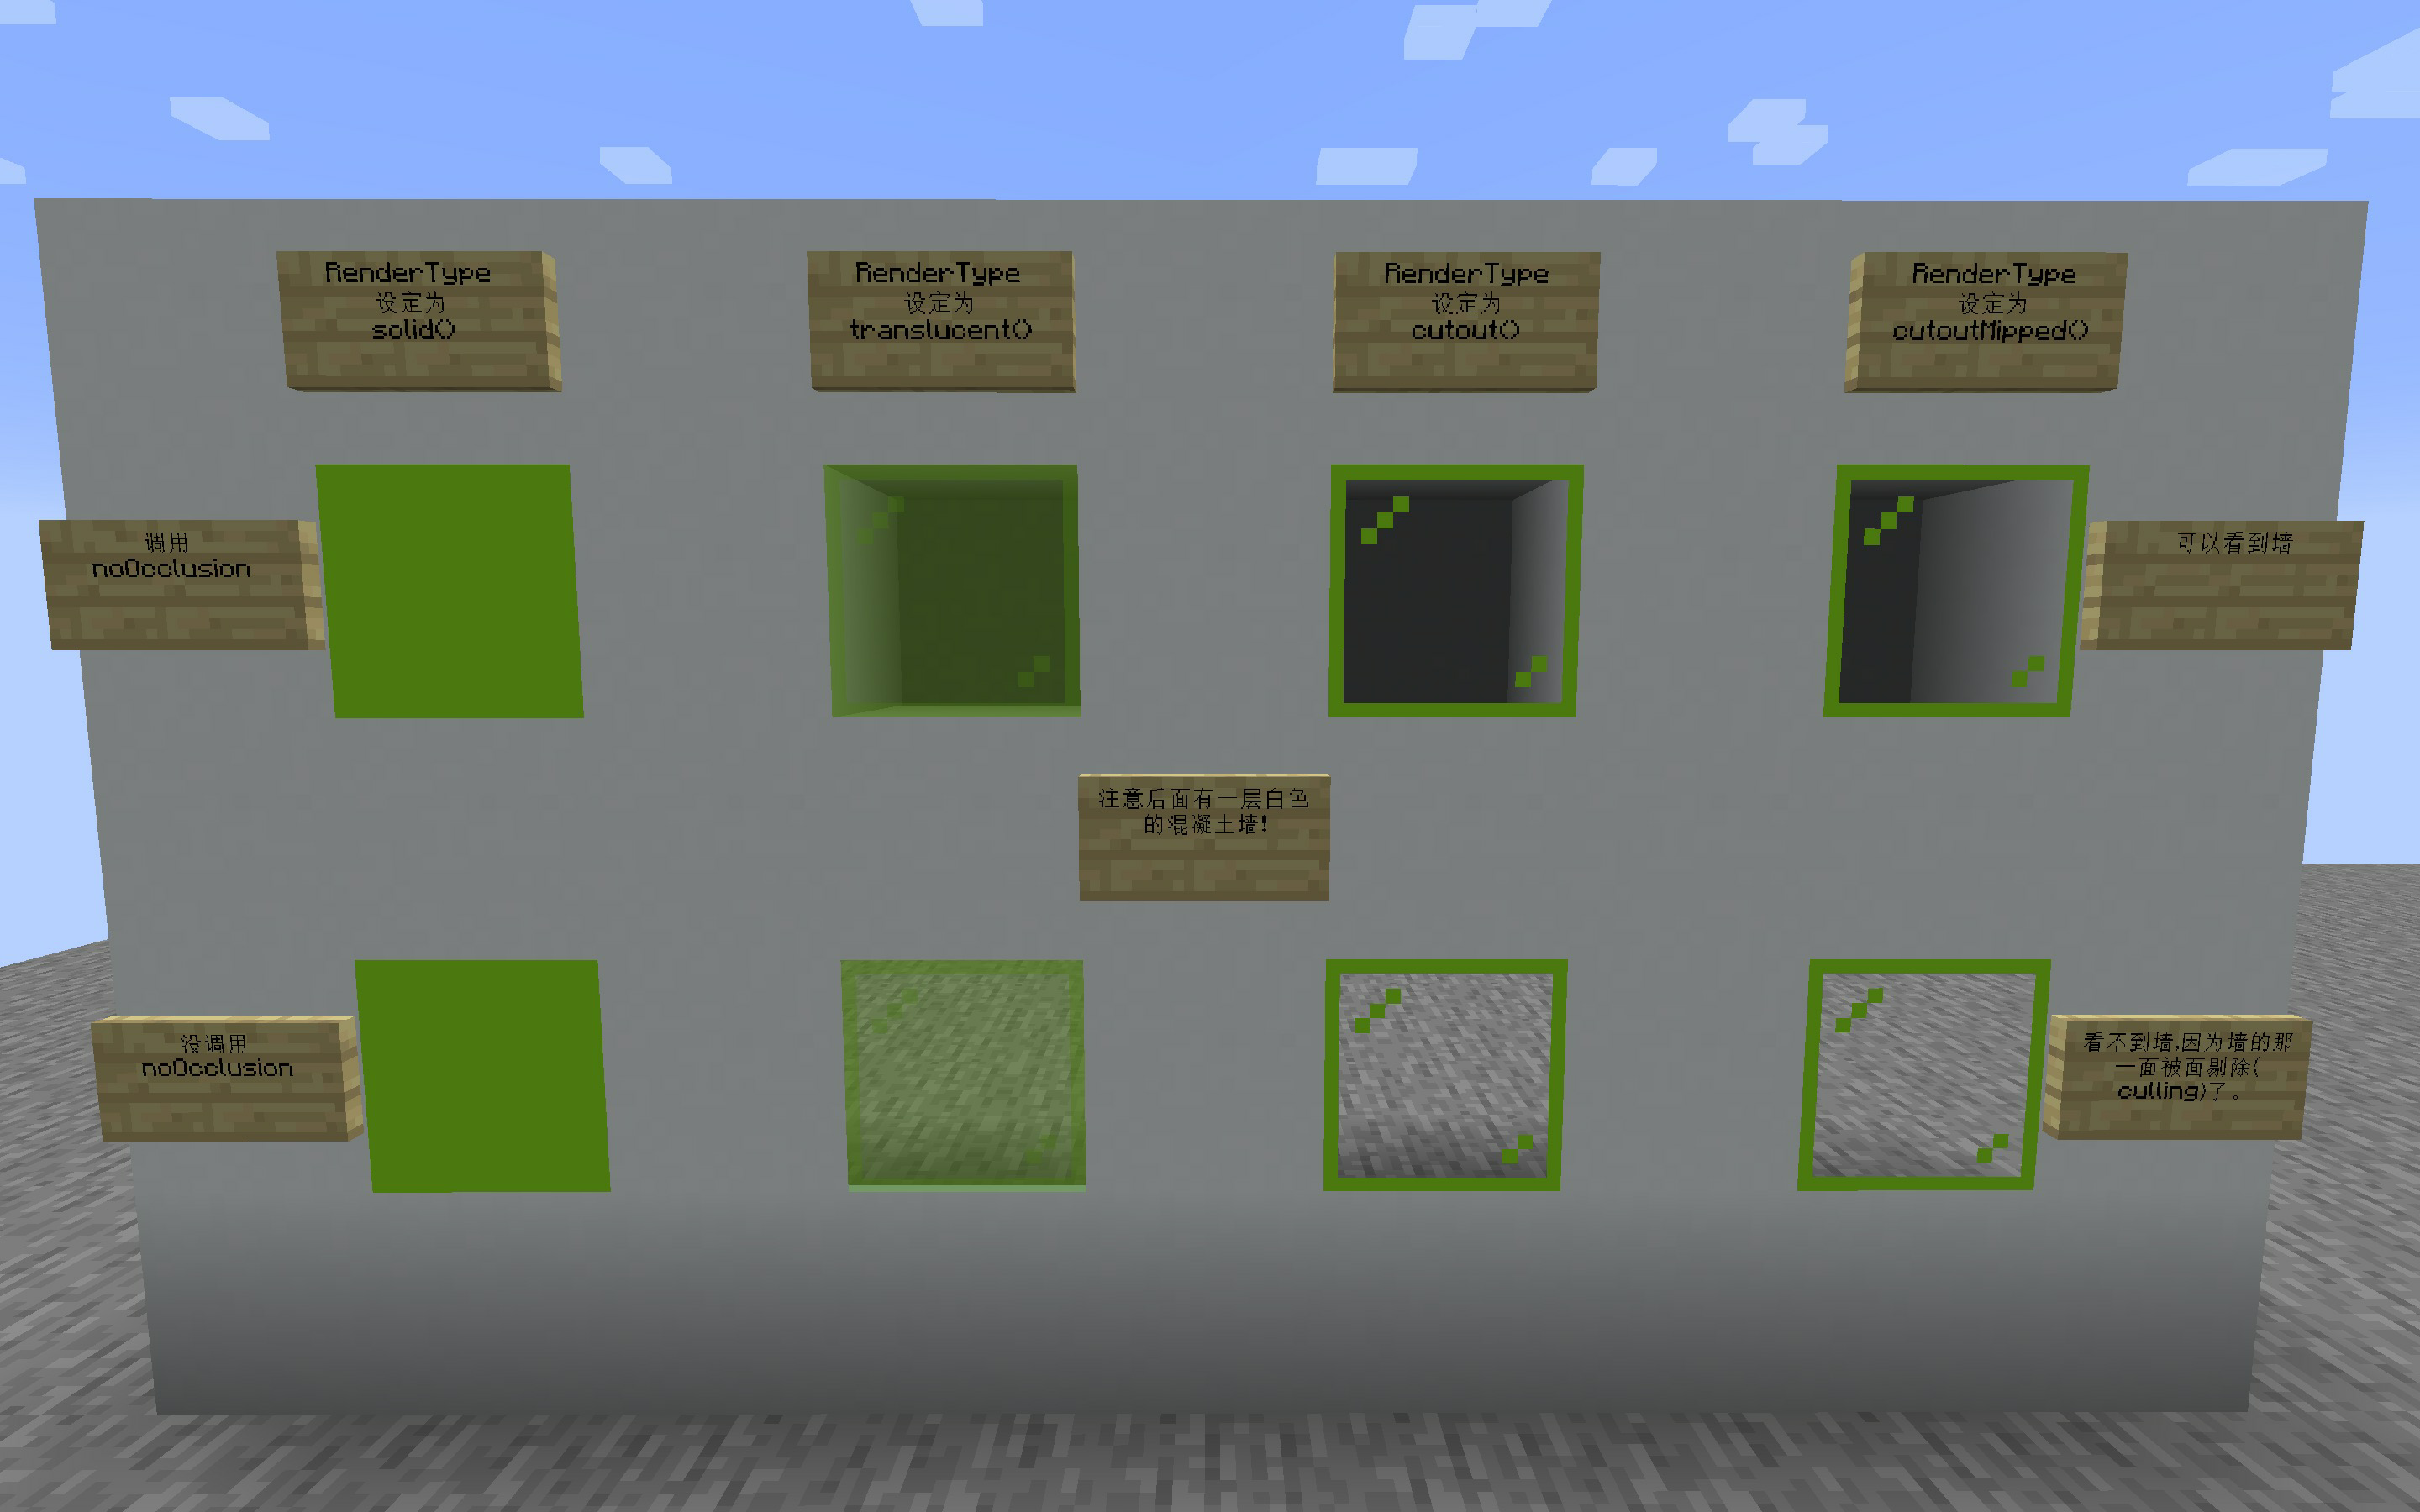 RenderType
设定为
solid()
RenderType
设定为
translucent()
RenderType
设定为
cutout()
RenderType
设定为
cutoutMipped()
调用
noOcclusion
可以看到墙
注意后面有一层白色
的混凝土墙!
没调用
noOcclusion
看不到墙,因为墙的那
一面被面剔除(
culling)了。